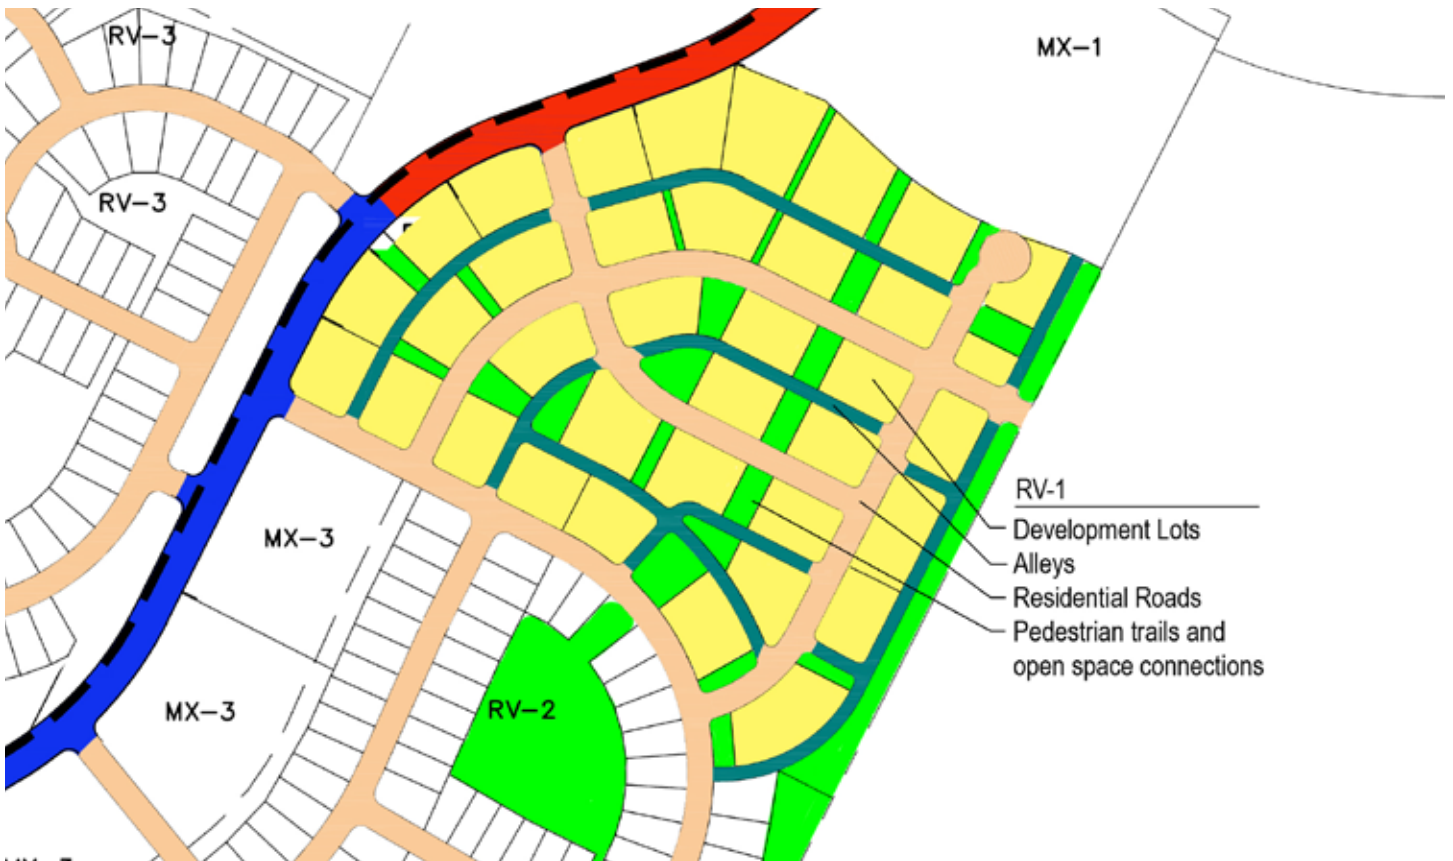 RV-3
MX-1
RV-3
RV-1
Development Lots
Alleys
MX-3
Residential Roads
Pedestrian trails and
open space connections
MX-3
RV-2